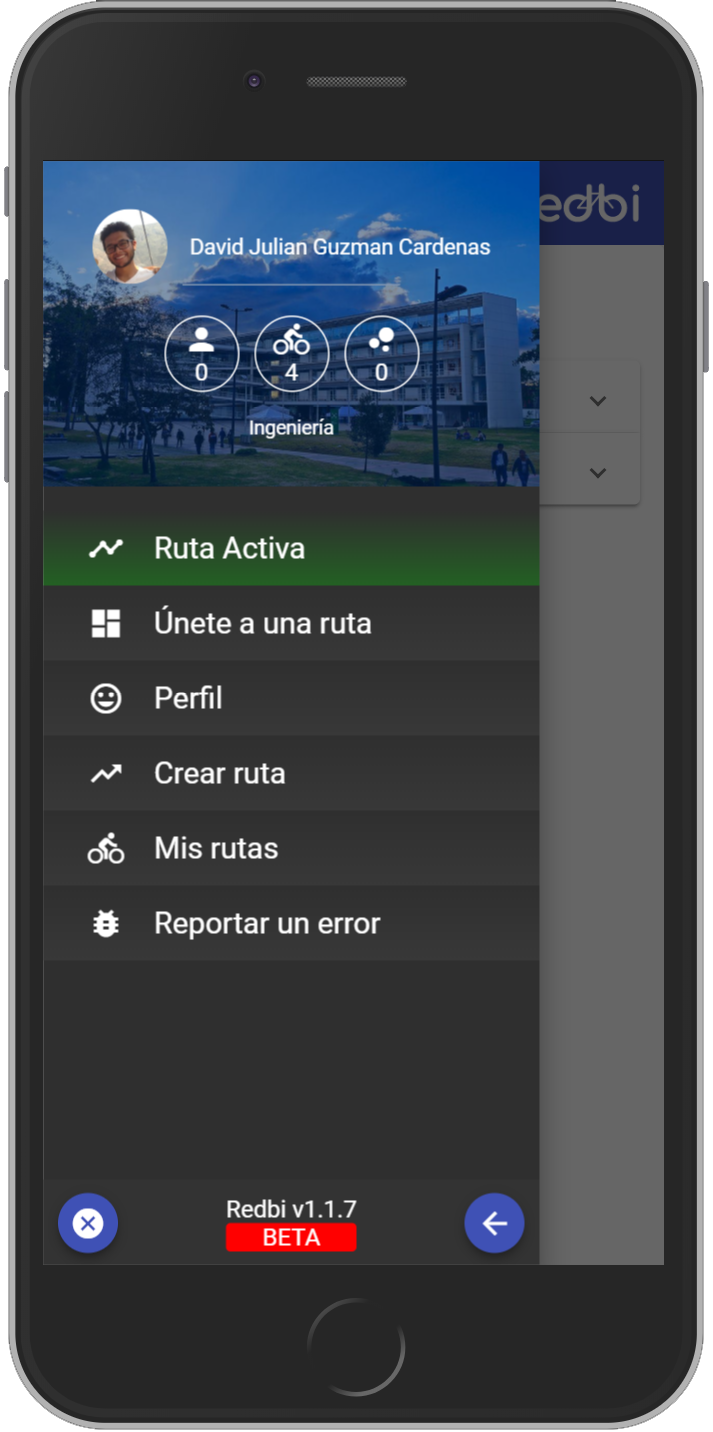 edbi
David Julian Guzman Cardenas
0
4
0
Ingeniería
Ruta Activa
Únete a una ruta
Perfil
Crear ruta
Mis rutas
Reportar un error
Redbi v1.1.7
BETA